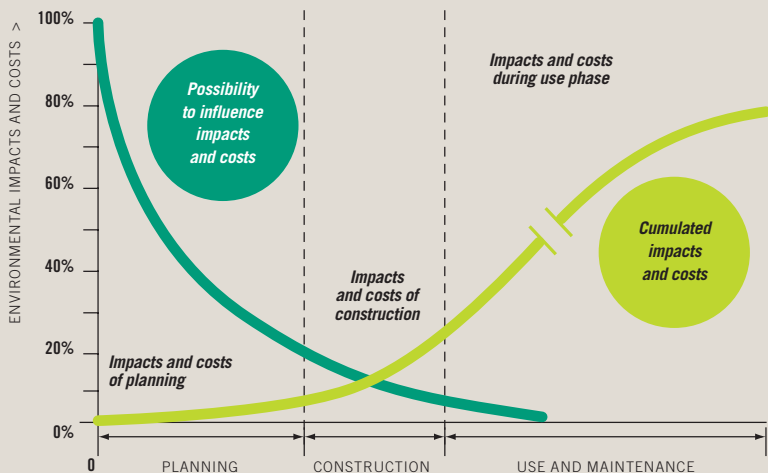 ENVIRONMENTAL IMPACTS AND COSTS >
100%
80%
60%
40%
20%
0%
Possibility
to influence
impacts
and costs
Impacts and costs
during use phase
Cumulated
impacts
and costs
Impacts
and costs of
construction
Impacts and costs
of planning
0
PLANNING
CONSTRUCTION
USE AND MAINTENANCE